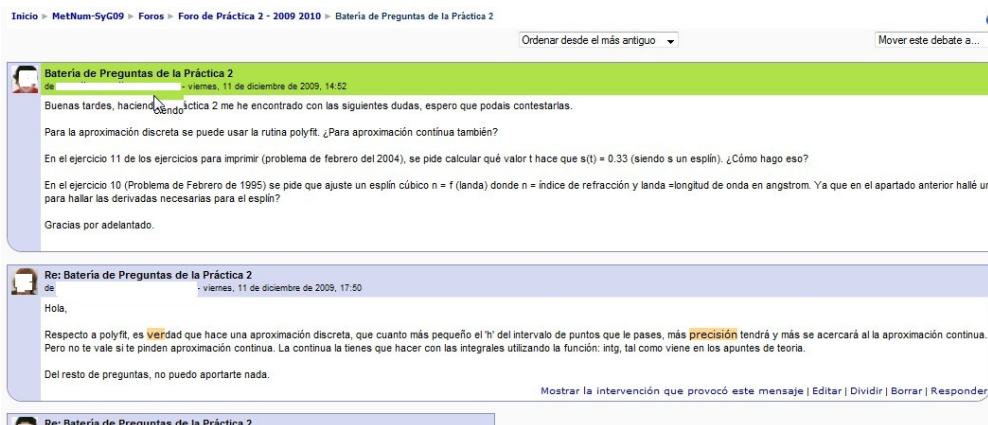 Inicio ► MetNum-SyG09 ► Foros ► Foro de Práctica 2 - 2009 2010 ► Batería de Preguntas de la Práctica 2
Ordenar desde el más antiguo
Mover este debate a...
Batería de Preguntas de la Práctica 2
de - viernes, 11 de diciembre de 2009, 14:52
Buenas tardes, haciend áctica 2 me he encontrado con las siguientes dudas, espero que podais contestarlas.
Para la aproximación discreta se puede usar la rutina polyfit. ¿Para aproximación contínua también?
En el ejercicio 11 de los ejercicios para imprimir (problema de febrero del 2004), se pide calcular qué valor t hace que s(t) = 0.33 (siendo s un esplín). ¿Cómo hago eso?
En el ejercicio 10 (Problema de Febrero de 1995) se pide que ajuste un esplín cúbico n = f (landa) donde n = índice de refracción y landa =longitud de onda en angstrom. Ya que en el apartado anterior hallé
para hallar las derivadas necesarias para el esplín?
Gracias por adelantado.
Re: Batería de Preguntas de la Práctica 2
de - viernes, 11 de diciembre de 2009, 17:50
Hola,
Respecto a polyfit, es verdad que hace una aproximación discreta, que cuanto más pequeño el 'h' del intervalo de puntos que le pases, más precisión tendrá y más se acercará al la aproximación continua.
Pero no te vale si te pinden aproximación continua. La continua la tienes que hacer con las integrales utilizando la función: intg, tal como viene en los apuntes de teoria.
Del resto de preguntas, no puedo aportarte nada.
Mostrar la intervención que provocó este mensaje | Editar | Dividir | Borrar | Responder
Re: Batería de Preguntas de la Práctica 2